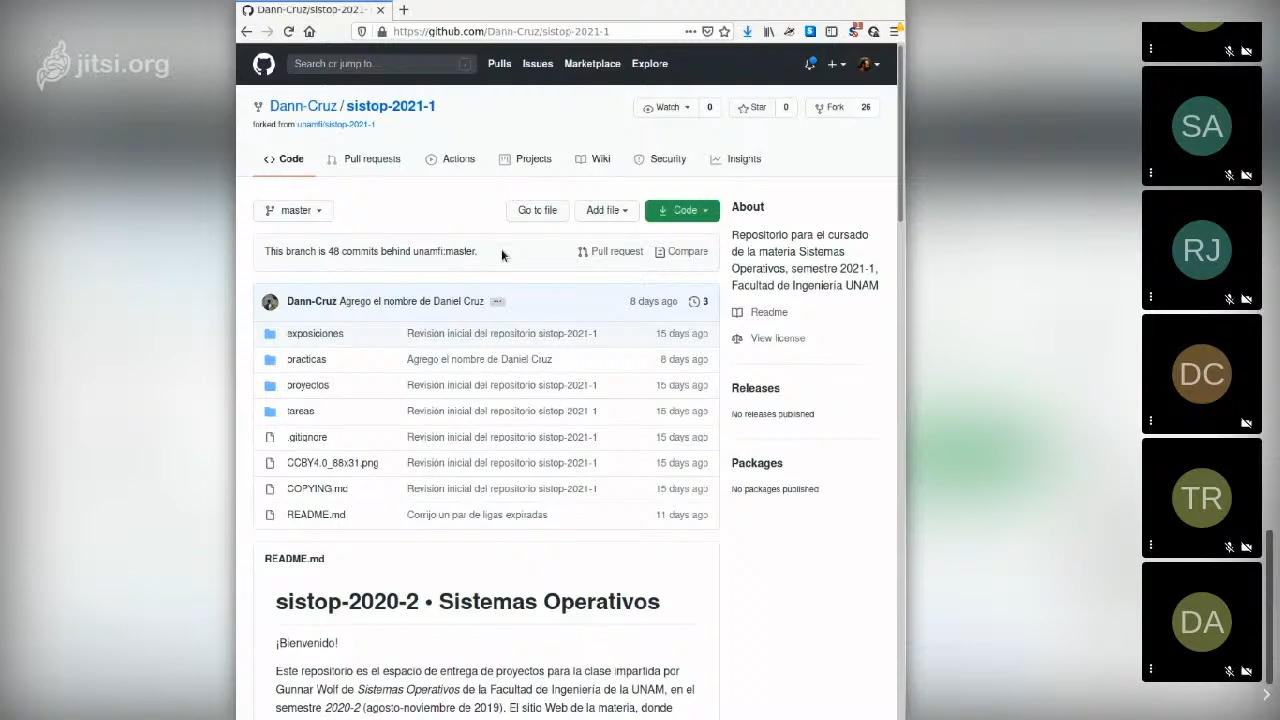 Dann-Cruz/sistop-2021-
https://github.com/Dann-Cruz/sistop-2021-1
jitsi.org
Search or jump to...
Pulls Issues Marketplace Explore
Dann-Cruz / sistop-2021-1
forked from unamfi/sistop-2021-1
Watch 0 Star 0 Fork 26
Code Pull requests Actions Projects Wiki Security Insights
master Go to file Add file Code
This branch is 48 commits behind unamfi:master. Pull request Compare
Dann-Cruz Agrego el nombre de Daniel Cruz 8 days ago 3
exposiciones Revisión inicial del repositorio sistop-2021-1 15 days ago
practicas Agrego el nombre de Daniel Cruz 8 days ago
proyectos Revisión inicial del repositorio sistop-2021-1 15 days ago
tareas Revisión inicial del repositorio sistop-2021-1 15 days ago
.gitignore Revisión inicial del repositorio sistop-2021-1 15 days ago
CCBY4.0_88x31.png Revisión inicial del repositorio sistop-2021-1 15 days ago
COPYING.md Revisión inicial del repositorio sistop-2021-1 15 days ago
README.md Corrijo un par de ligas expiradas 11 days ago
About
Repositorio para el cursado
de la materia Sistemas
Operativos, semestre 2021-1,
Facultad de Ingeniería UNAM
Readme
View license
Releases
No releases published
Packages
No packages published
README.md
sistop-2020-2 • Sistemas Operativos
¡Bienvenido!
Este repositorio es el espacio de entrega de proyectos para la clase impartida por
Gunnar Wolf de Sistemas Operativos de la Facultad de Ingeniería de la UNAM, en el
semestre 2020-2 (agosto-noviembre de 2019). El sitio Web de la materia, donde
SA
RJ
DC
TR
DA